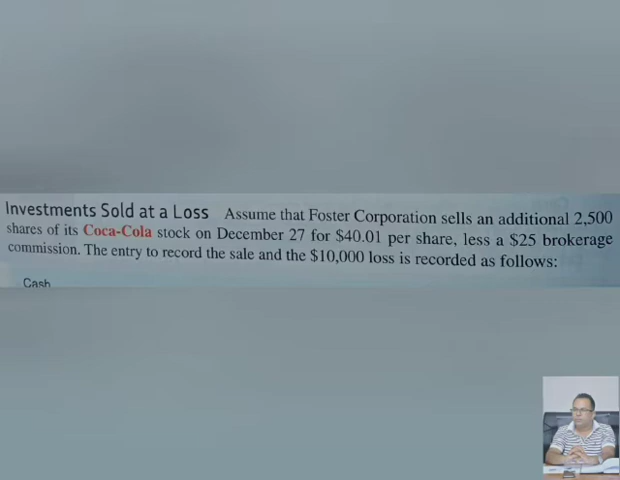 Investments Sold at a Loss Assume that Foster Corporation sells an additional 2,500
shares of its Coca-Cola stock on December 27 for $40.01 per share, less a $25 brokerage
commission. The entry to record the sale and the $10,000 loss is recorded as follows:
Cash